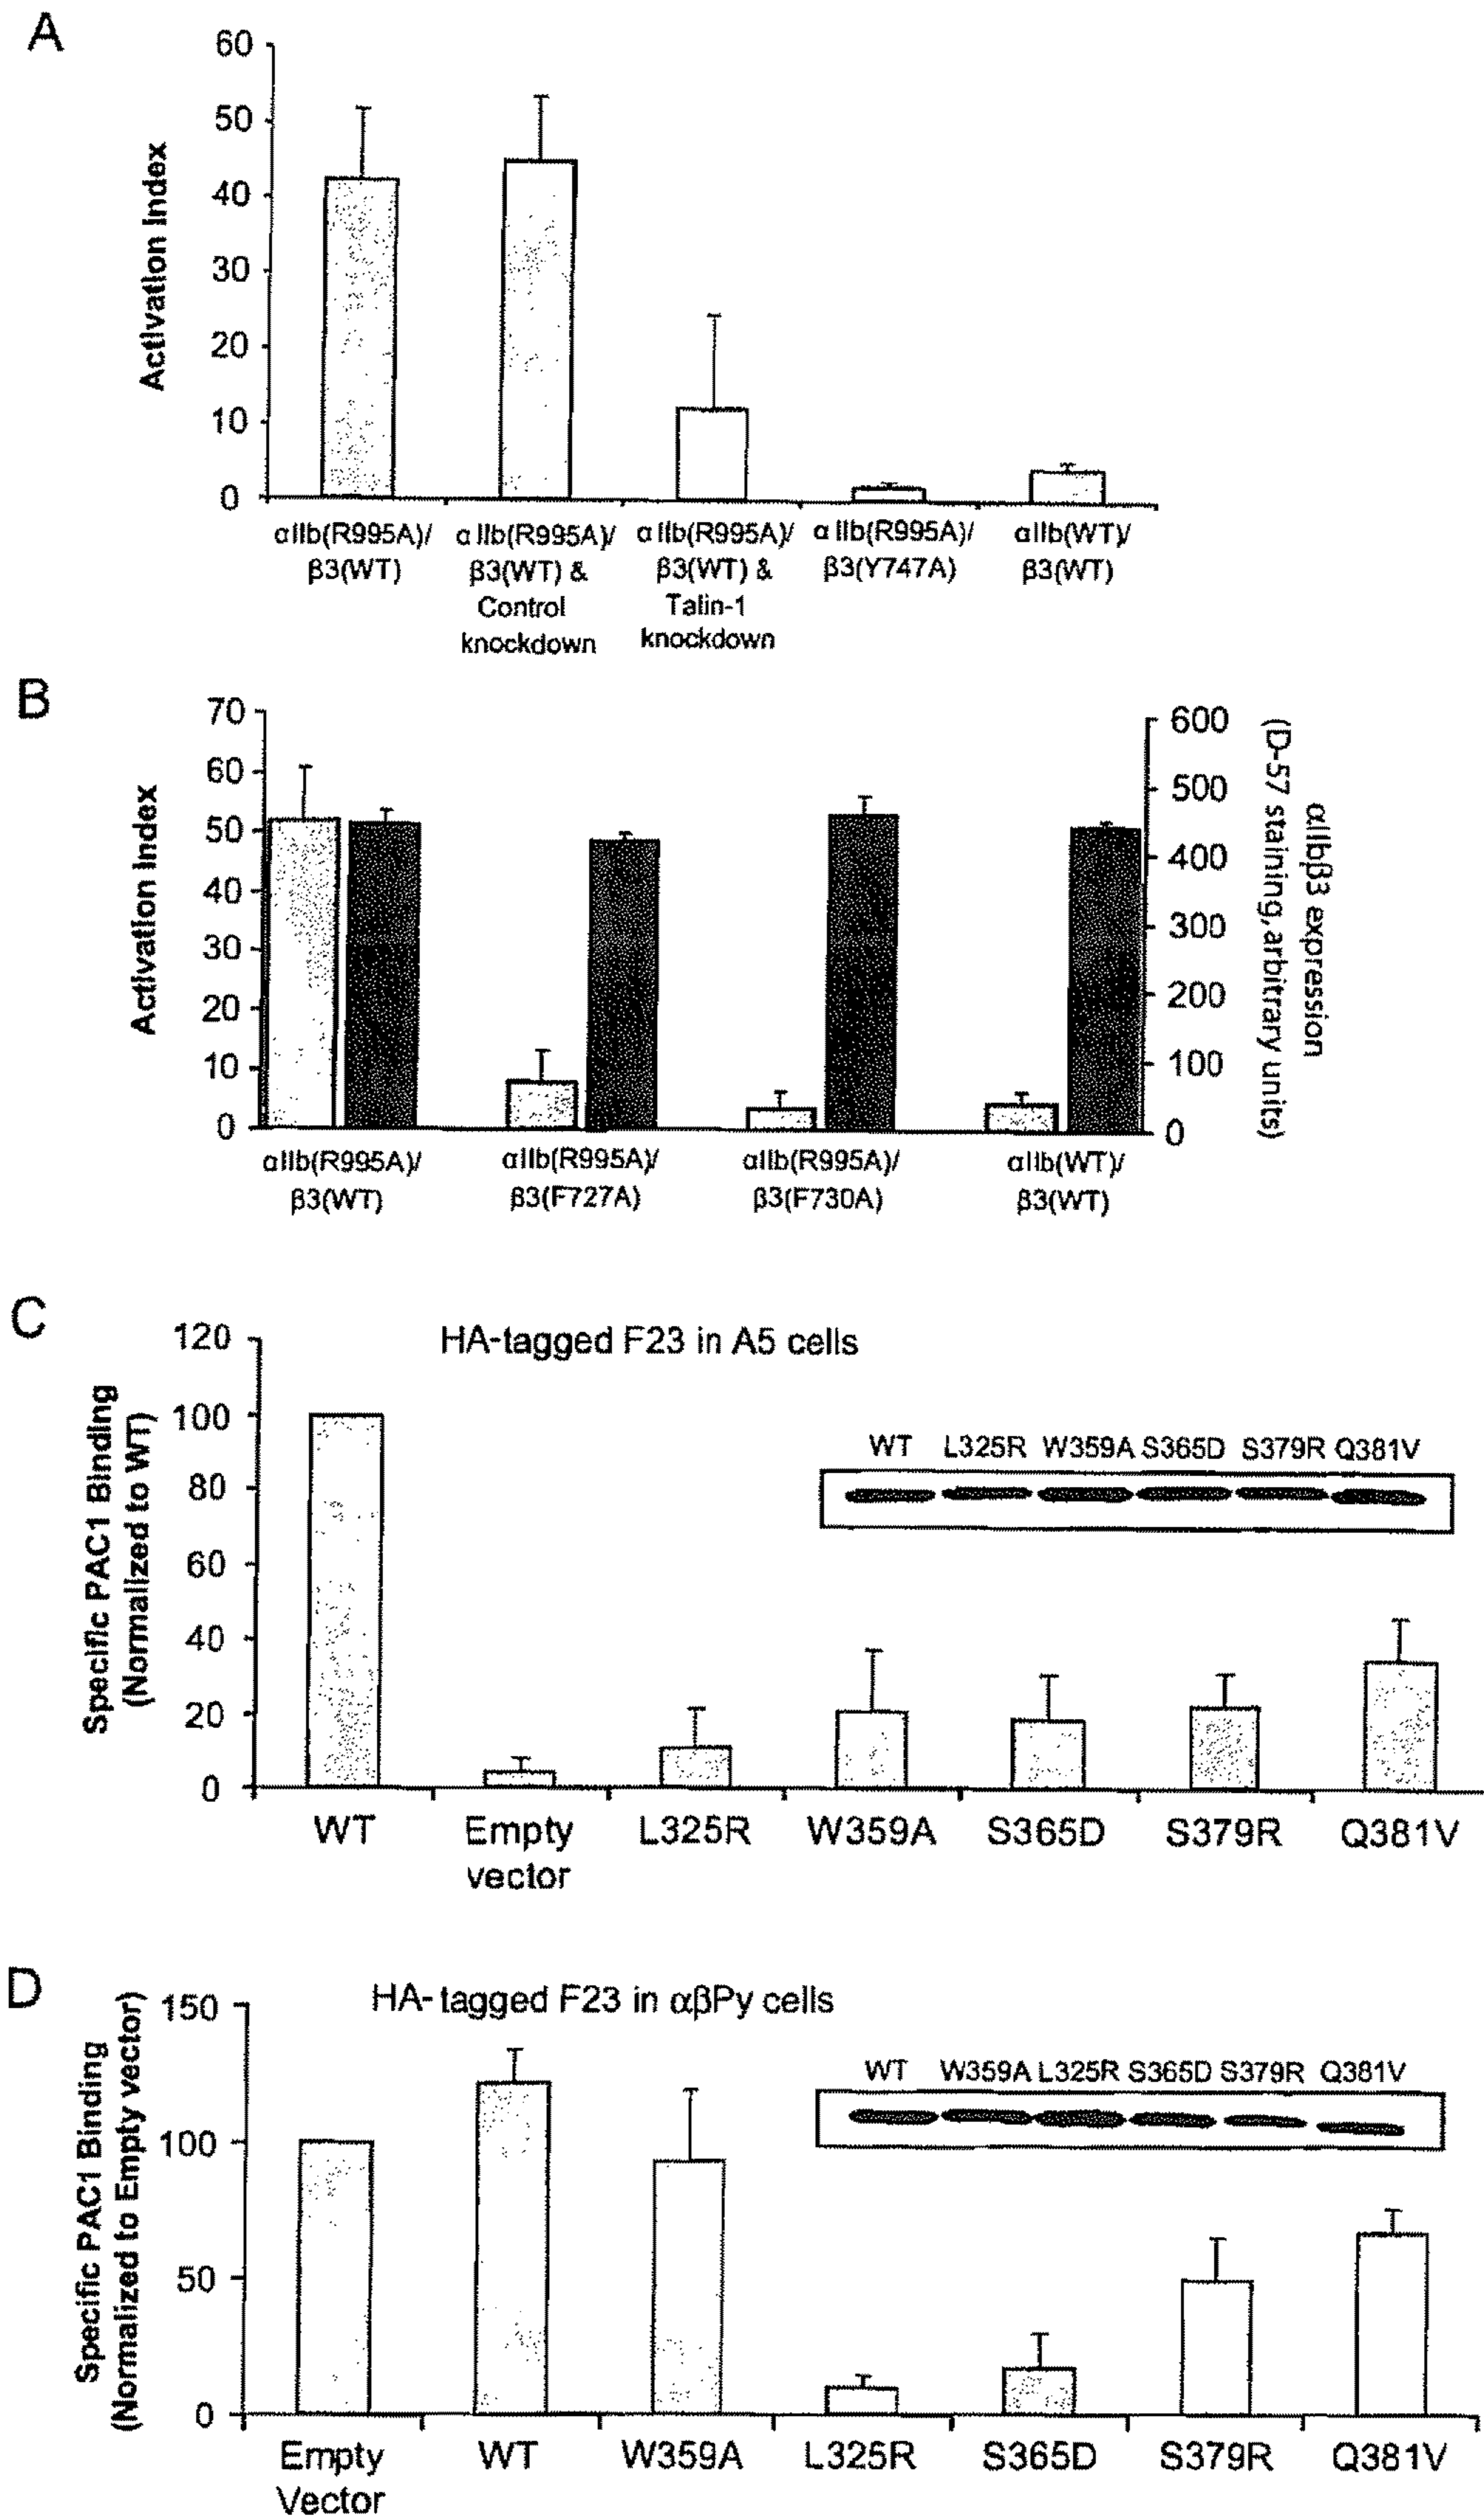 A
60
50
40
30
20
10
0
Activation Index
αIIb(R995A)/
β3(WT)
αIIb(R995A)/
β3(WT) &
Control
knockdown
αIIb(R995A)/
β3(WT) &
Talin-1
knockdown
αIIb(R995A)/
β3(Y747A)
αIIb(WT)/
β3(WT)
B
70
60
50
40
30
20
10
0
Activation Index
600
500
400
300
200
100
0
αIIbβ3 expression
(D-57 staining, arbitrary units)
αIIb(R995A)/
β3(WT)
αIIb(R995A)/
β3(F727A)
αIIb(R995A)/
β3(F730A)
αIIb(WT)/
β3(WT)
C
HA-tagged F23 in A5 cells
120
100
80
60
40
20
0
Specific PAC1 Binding
(Normalized to WT)
WT L325R W359A S365D S379R Q381V
WT
Empty
vector
L325R
W359A
S365D
S379R
Q381V
D
HA-tagged F23 in αβPy cells
150
100
50
0
Specific PAC1 Binding
(Normalized to Empty vector)
WT W359A L325R S365D S379R Q381V
Empty
Vector
WT
W359A
L325R
S365D
S379R
Q381V